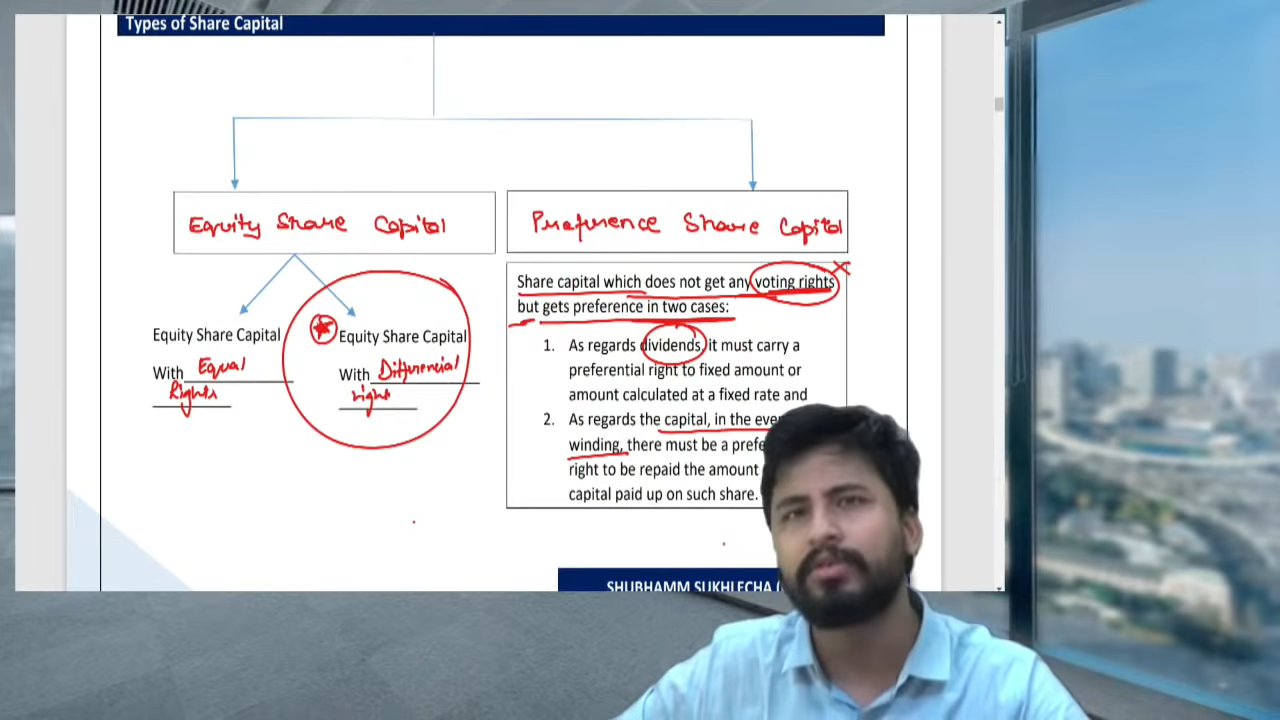 Types of Share Capital
Equity Share Capital
Preference Share Capital
Equity Share Capital
With Equal
Rights
Equity Share Capital
With Differencial
right
Share capital which does not get any voting rights
but gets preference in two cases:
1. As regards dividends, it must carry a
preferential right to fixed amount or
amount calculated at a fixed rate and
2. As regards the capital, in the
winding, there must be a
right to be repaid the amount
capital paid up on such share.
SHUBHAMM SUKHLECHA